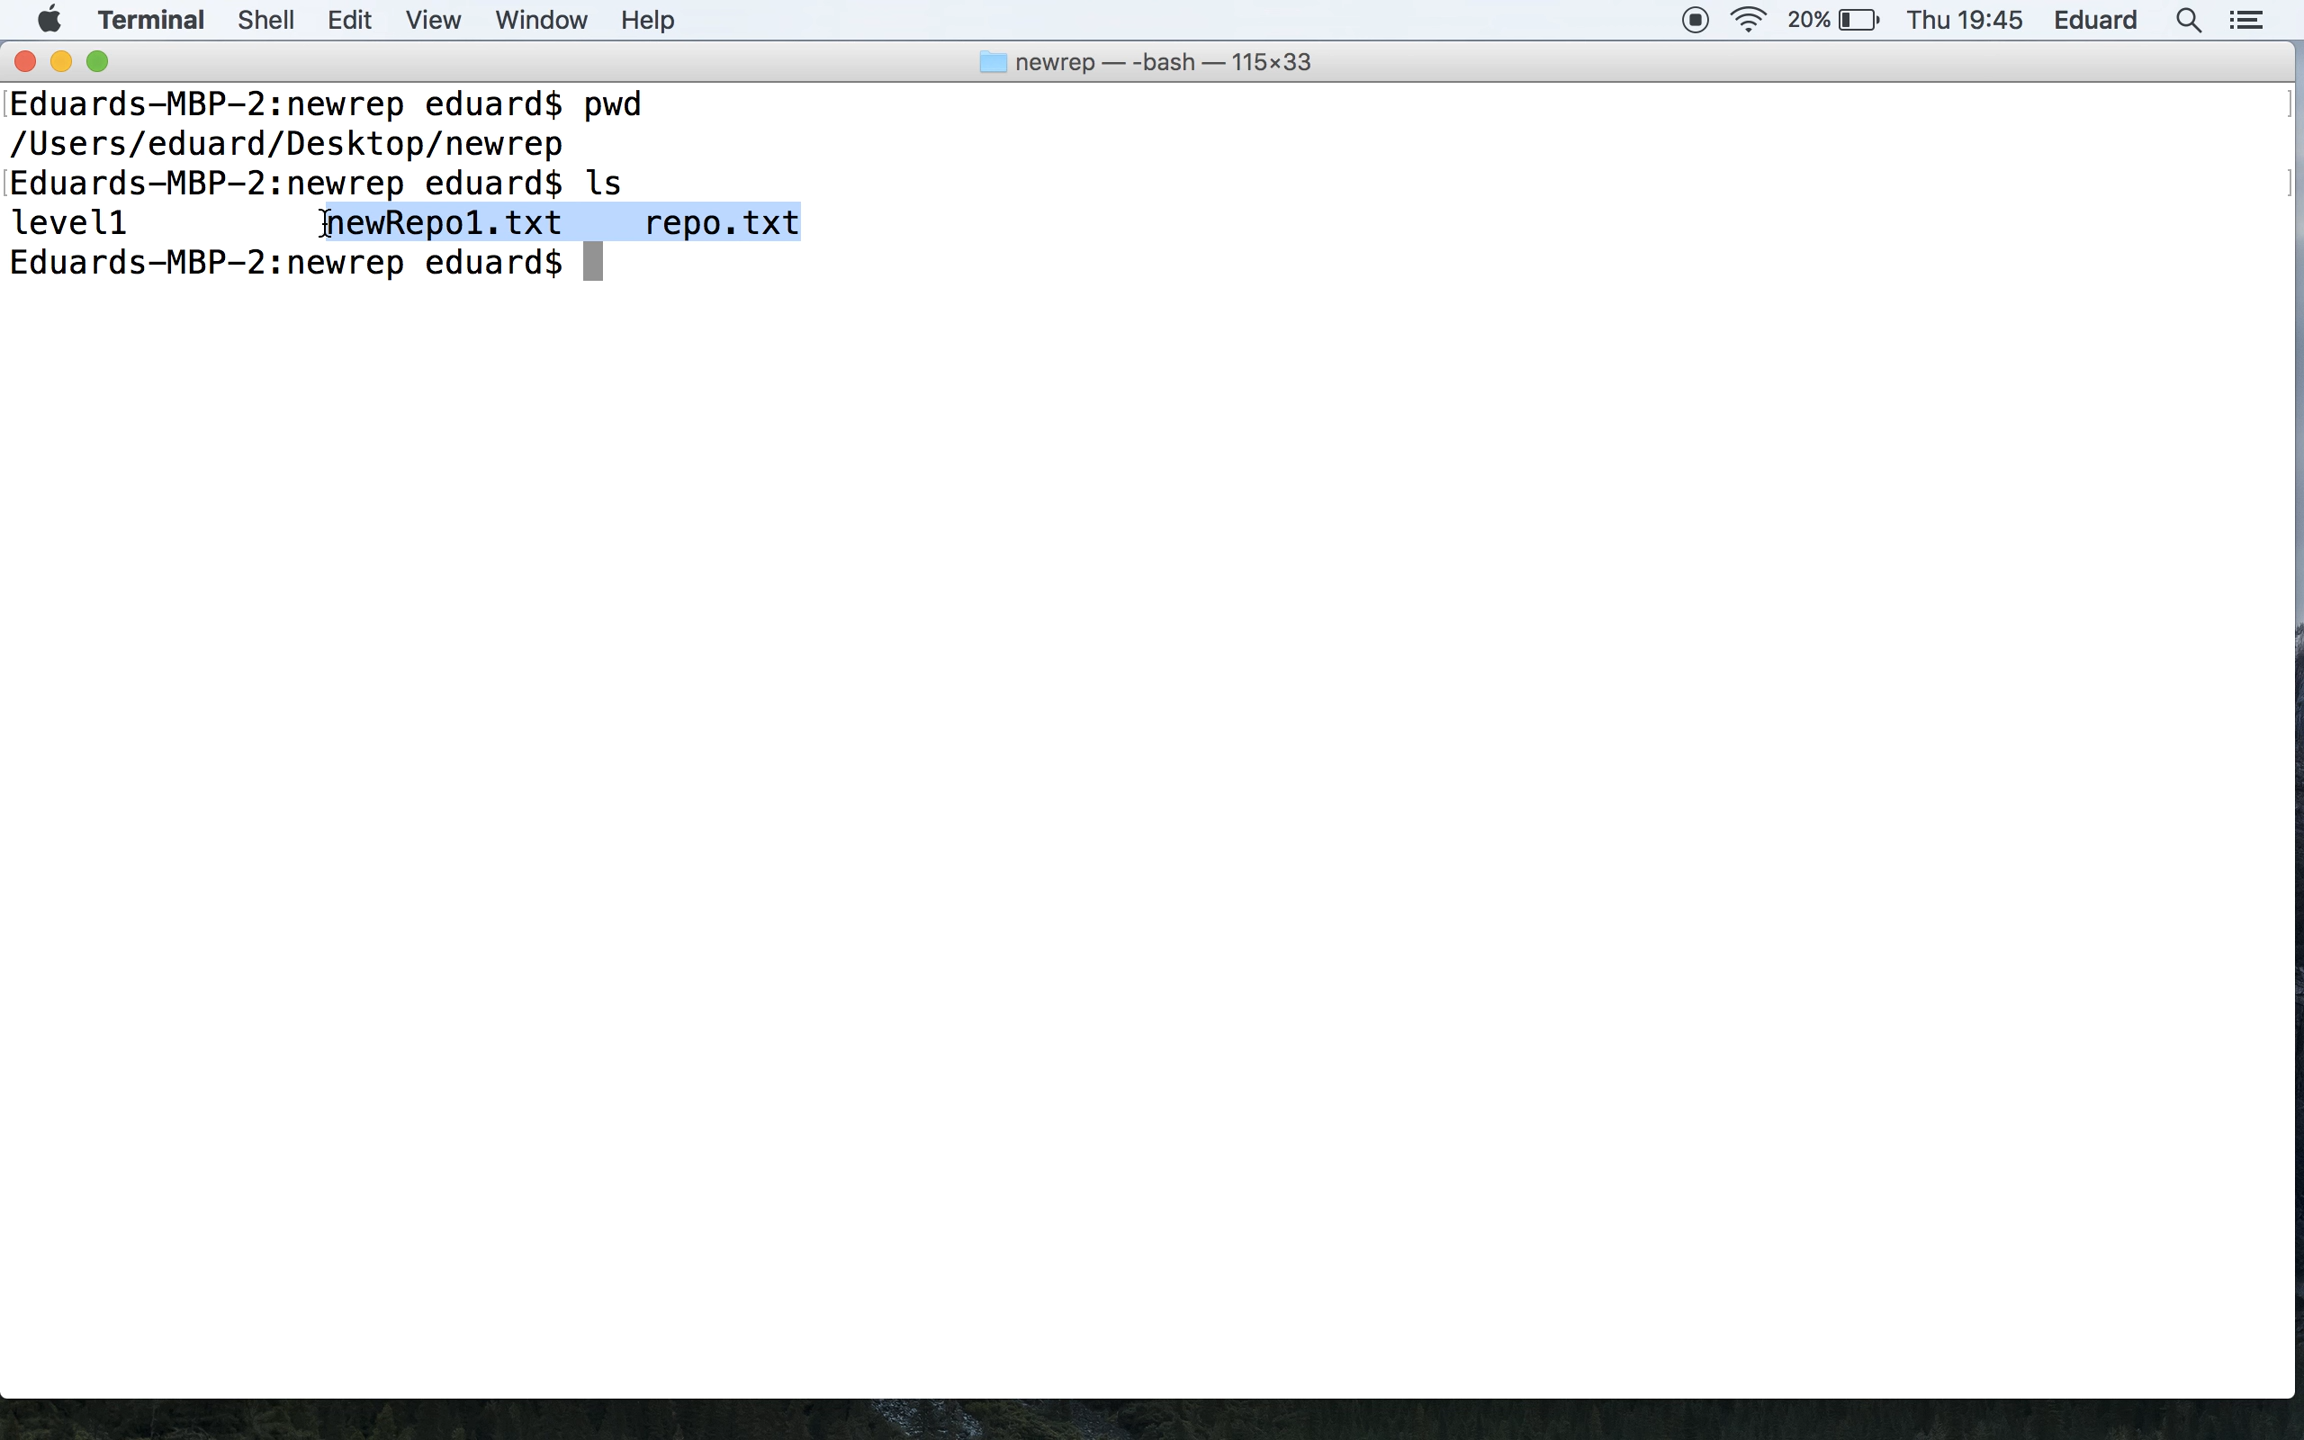 Terminal Shell Edit View Window Help 20% Thu 19:45 Eduard
newrep — -bash — 115×33
Eduards-MBP-2:newrep eduard$ pwd
/Users/eduard/Desktop/newrep
Eduards-MBP-2:newrep eduard$ ls
level1 newRepo1.txt repo.txt
Eduards-MBP-2:newrep eduard$